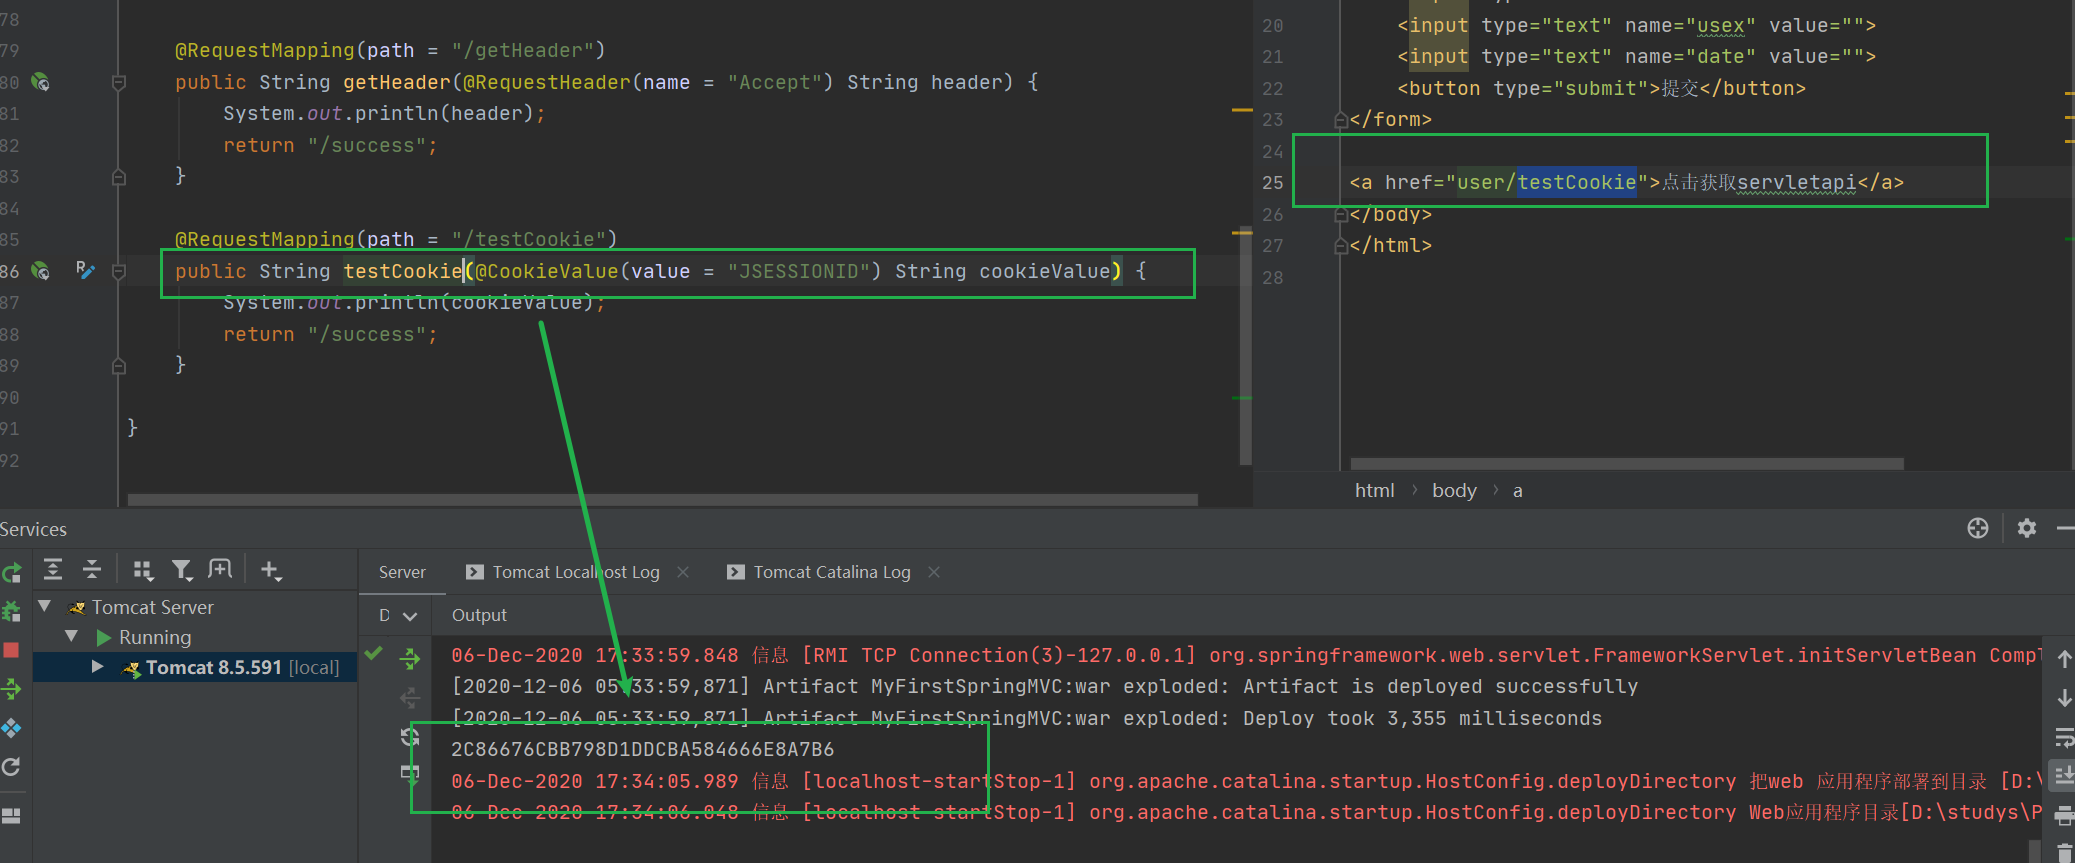 78
79 @RequestMapping(path = "/getHeader")
80 public String getHeader(@RequestHeader(name = "Accept") String header) {
81 System.out.println(header);
82 return "/success";
83 }
84
85 @RequestMapping(path = "/testCookie")
86 public String testCookie(@CookieValue(value = "JSESSIONID") String cookieValue) {
87 System.out.println(cookieValue);
88 return "/success";
89 }
90
91 }
92
20 <input type="text" name="usex" value="">
21 <input type="text" name="date" value="">
22 <button type="submit">提交</button>
23 </form>
24
25 <a href="user/testCookie">点击获取servletapi</a>
26 </body>
27 </html>
28
html › body › a
Services
Server Tomcat Localhost Log Tomcat Catalina Log
Tomcat Server
Running
Tomcat 8.5.591 [local]
D Output
06-Dec-2020 17:33:59.848 信息 [RMI TCP Connection(3)-127.0.0.1] org.springframework.web.servlet.FrameworkServlet.initServletBean Compl
[2020-12-06 05:33:59,871] Artifact MyFirstSpringMVC:war exploded: Artifact is deployed successfully
[2020-12-06 05:33:59,871] Artifact MyFirstSpringMVC:war exploded: Deploy took 3,355 milliseconds
2C86676CBB798D1DDCBA584666E8A7B6
06-Dec-2020 17:34:05.989 信息 [localhost-startStop-1] org.apache.catalina.startup.HostConfig.deployDirectory 把web 应用程序部署到目录 [D:\
06-Dec-2020 17:34:06.048 信息 [localhost-startStop-1] org.apache.catalina.startup.HostConfig.deployDirectory Web应用程序目录[D:\studys\P